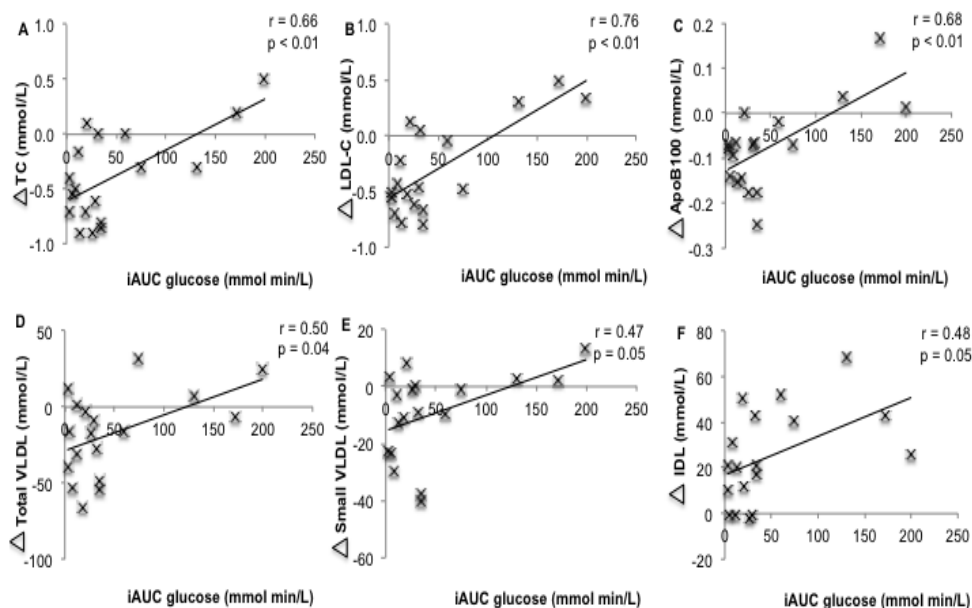 A
r = 0.66
p < 0.01
△ TC (mmol/L)
1.0
0.5
0.0
-0.5
-1.0
0 50 100 150 200 250
iAUC glucose (mmol min/L)
B
r = 0.76
p < 0.01
△ LDL-C (mmol/L)
1.0
0.5
0.0
-0.5
-1.0
0 50 100 150 200 250
iAUC glucose (mmol min/L)
C
r = 0.68
p < 0.01
△ ApoB100 (mmol/L)
0.2
0.1
0.0
-0.1
-0.2
-0.3
0 50 100 150 200 250
iAUC glucose (mmol min/L)
D
r = 0.50
p = 0.04
△ Total VLDL (mmol/L)
50
0
-50
-100
0 50 100 150 200 250
iAUC glucose (mmol min/L)
E
r = 0.47
p = 0.05
△ Small VLDL (mmol/L)
20
0
-20
-40
-60
0 50 100 150 200 250
iAUC glucose (mmol min/L)
F
r = 0.48
p = 0.05
△ IDL (mmol/L)
80
60
40
20
0
-20
0 50 100 150 200 250
iAUC glucose (mmol min/L)